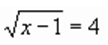 √(x−1) = 4